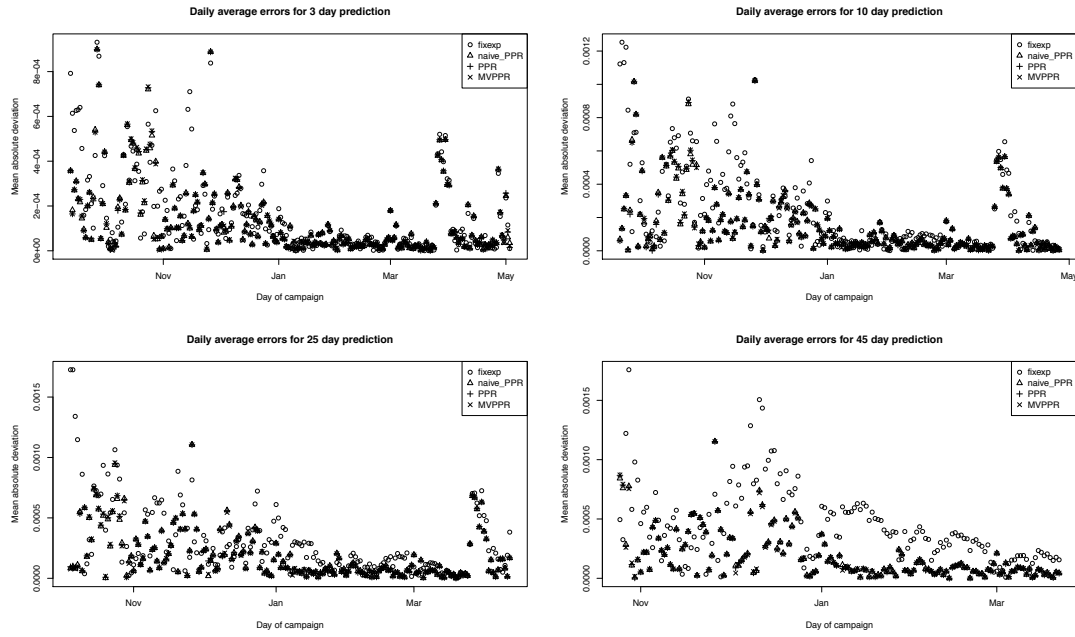 Daily average errors for 3 day prediction
Mean absolute deviation
0e+00
2e-04
4e-04
6e-04
8e-04
fixexp
naive_PPR
PPR
MVPPR
Nov
Jan
Mar
May
Day of campaign
Daily average errors for 10 day prediction
Mean absolute deviation
0.0000
0.0004
0.0008
0.0012
fixexp
naive_PPR
PPR
MVPPR
Nov
Jan
Mar
May
Day of campaign
Daily average errors for 25 day prediction
Mean absolute deviation
0.0000
0.0005
0.0010
0.0015
fixexp
naive_PPR
PPR
MVPPR
Nov
Jan
Mar
Day of campaign
Daily average errors for 45 day prediction
Mean absolute deviation
0.0000
0.0005
0.0010
0.0015
fixexp
naive_PPR
PPR
MVPPR
Nov
Jan
Mar
Day of campaign